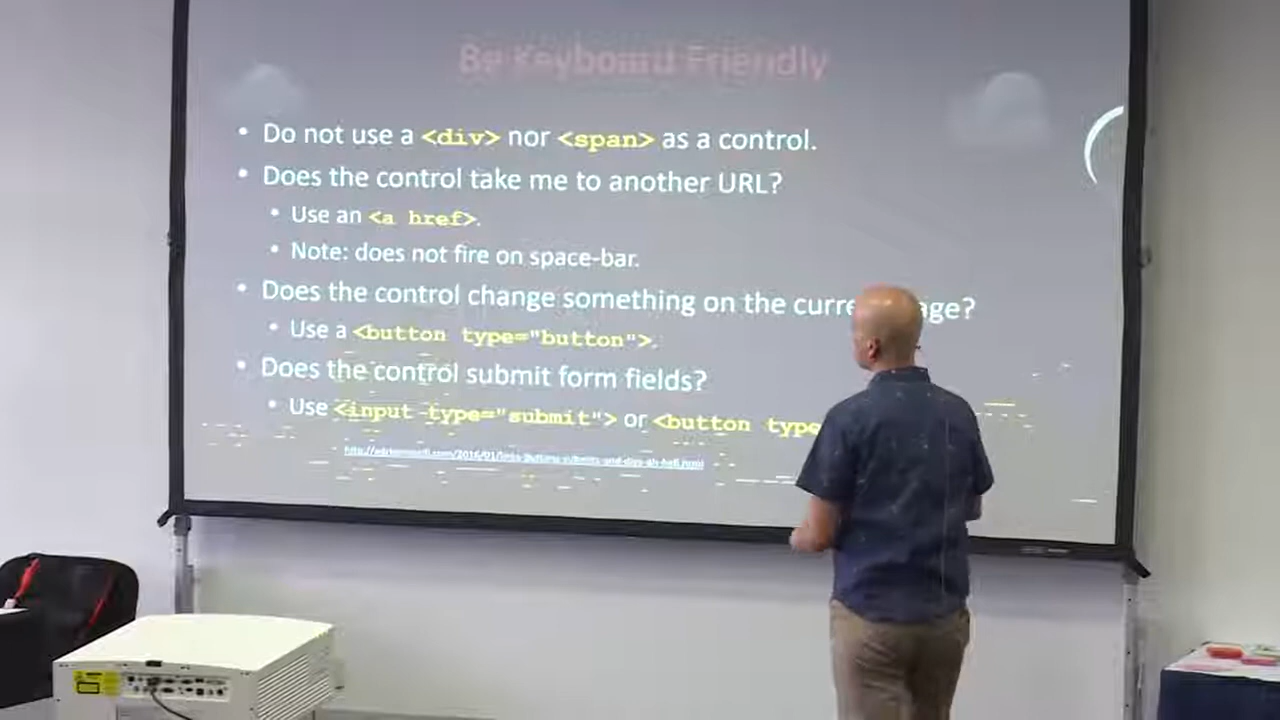 Be Keyboard Friendly
• Do not use a <div> nor <span> as a control.
• Does the control take me to another URL?
• Use an <a href>.
• Note: does not fire on space-bar.
• Does the control change something on the curre age?
• Use a <button type="button">.
• Does the control submit form fields?
• Use <input type="submit"> or <button type